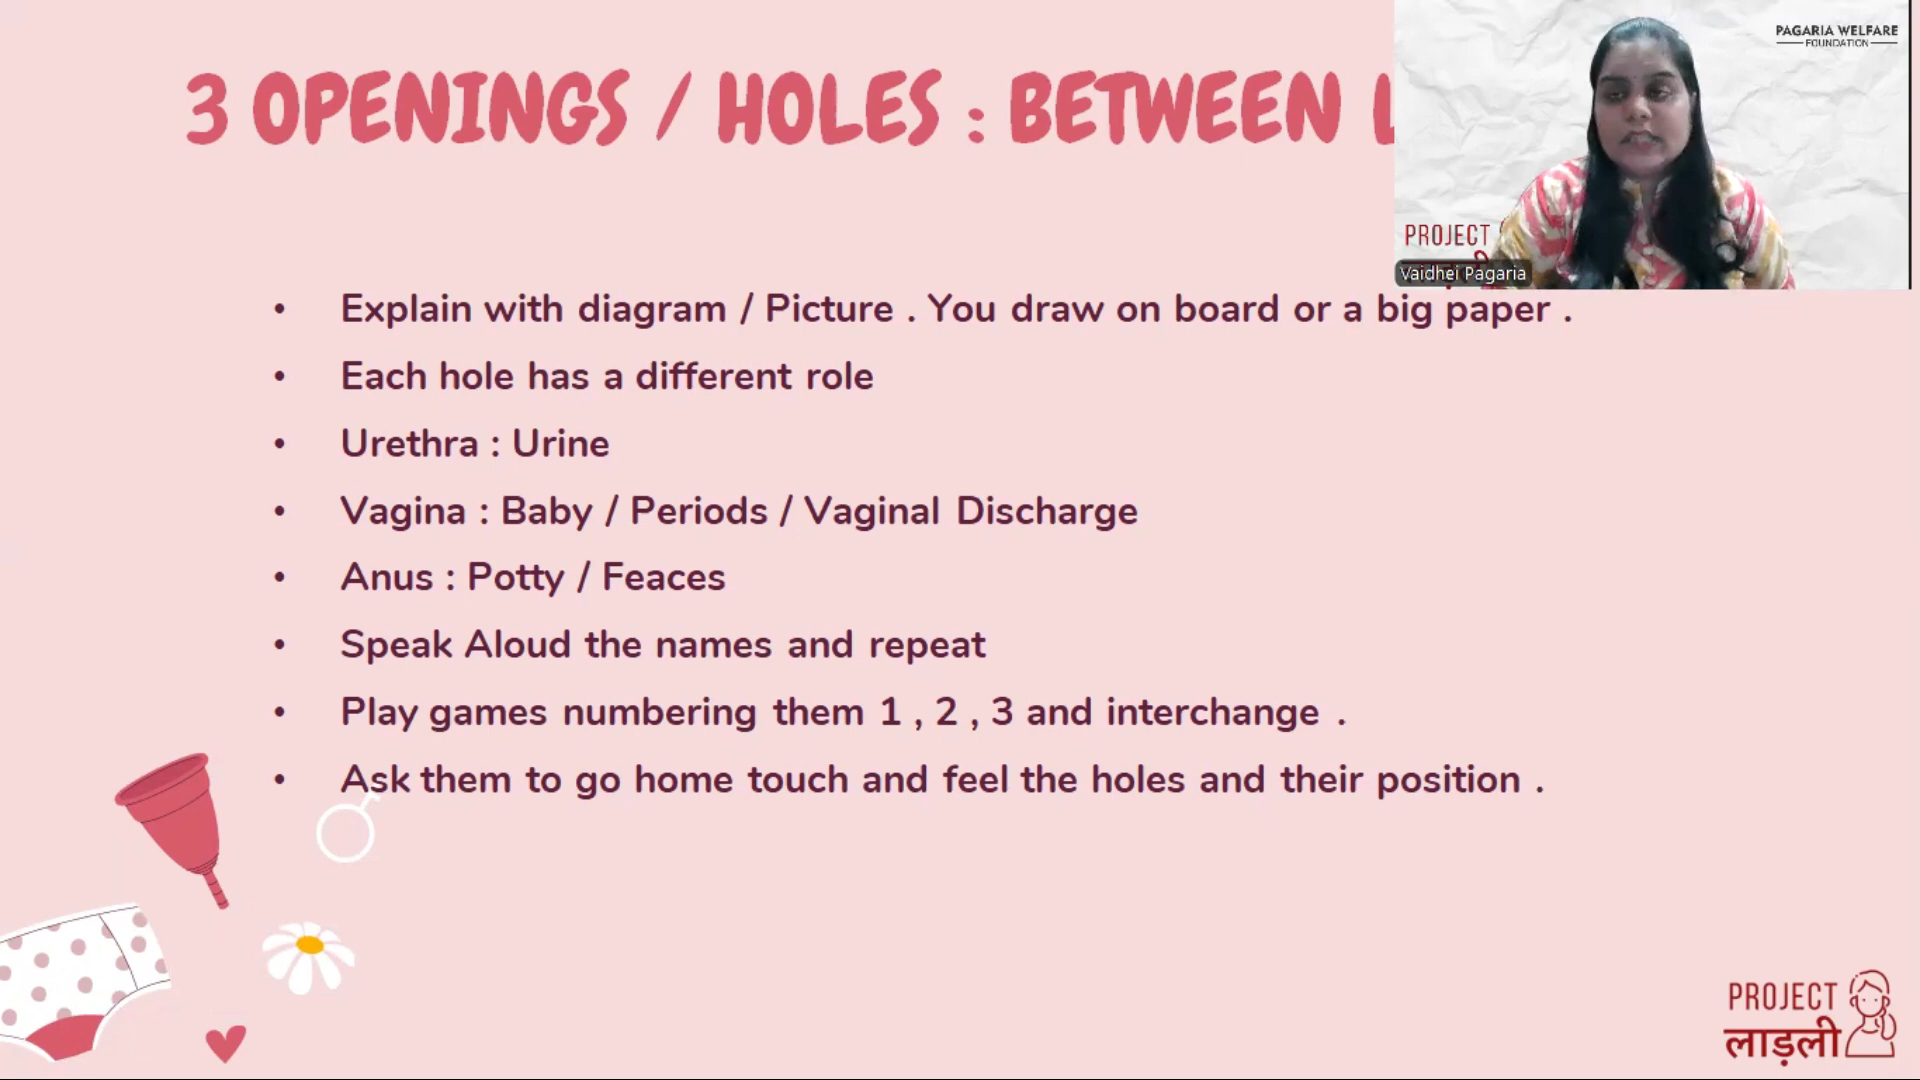 3 OPENINGS / HOLES : BETWEEN
PAGARIA WELFARE
FOUNDATION
PROJECT
Vaidhei Pagaria
• Explain with diagram / Picture . You draw on board or a big paper .
• Each hole has a different role
• Urethra : Urine
• Vagina : Baby / Periods / Vaginal Discharge
• Anus : Potty / Feaces
• Speak Aloud the names and repeat
• Play games numbering them 1 , 2 , 3 and interchange .
• Ask them to go home touch and feel the holes and their position .
PROJECT
लाड़ली